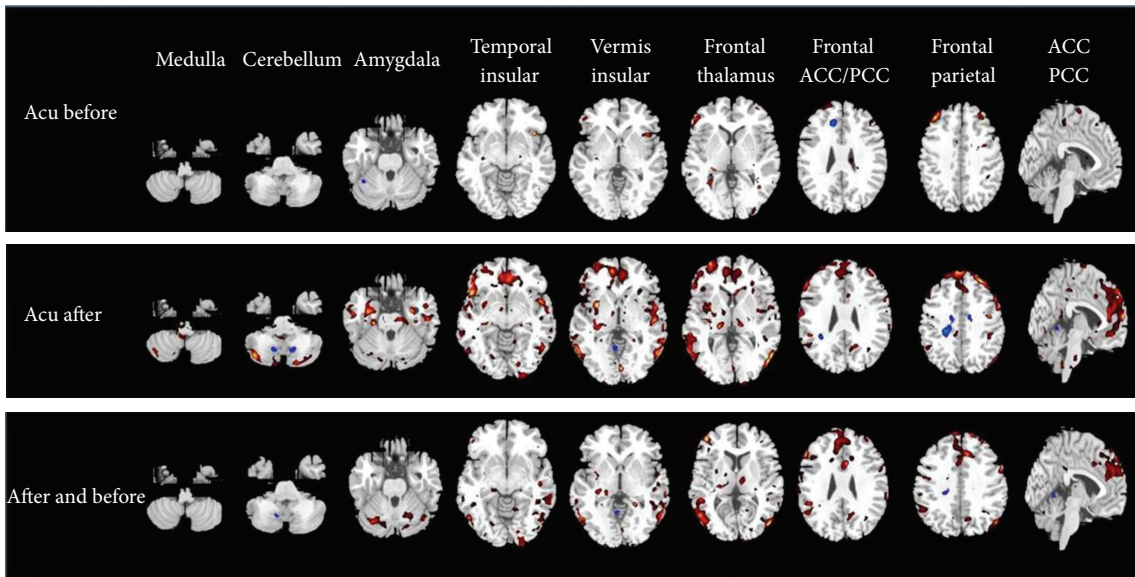 Medulla
Cerebellum
Amygdala
Temporal
insular
Vermis
insular
Frontal
thalamus
Frontal
ACC/PCC
Frontal
parietal
ACC
PCC
Acu before
Acu after
After and before